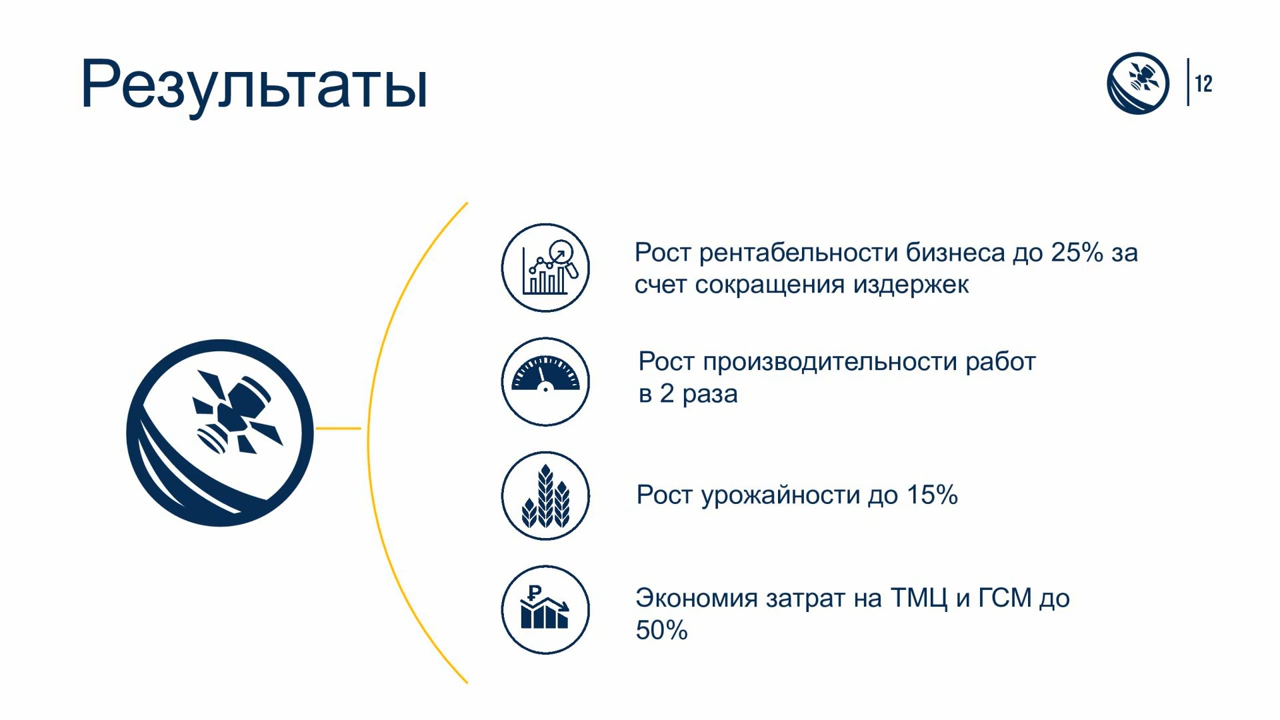 Результаты
12
Рост рентабельности бизнеса до 25% за
счет сокращения издержек
Рост производительности работ
в 2 раза
Рост урожайности до 15%
₽
Экономия затрат на ТМЦ и ГСМ до
50%